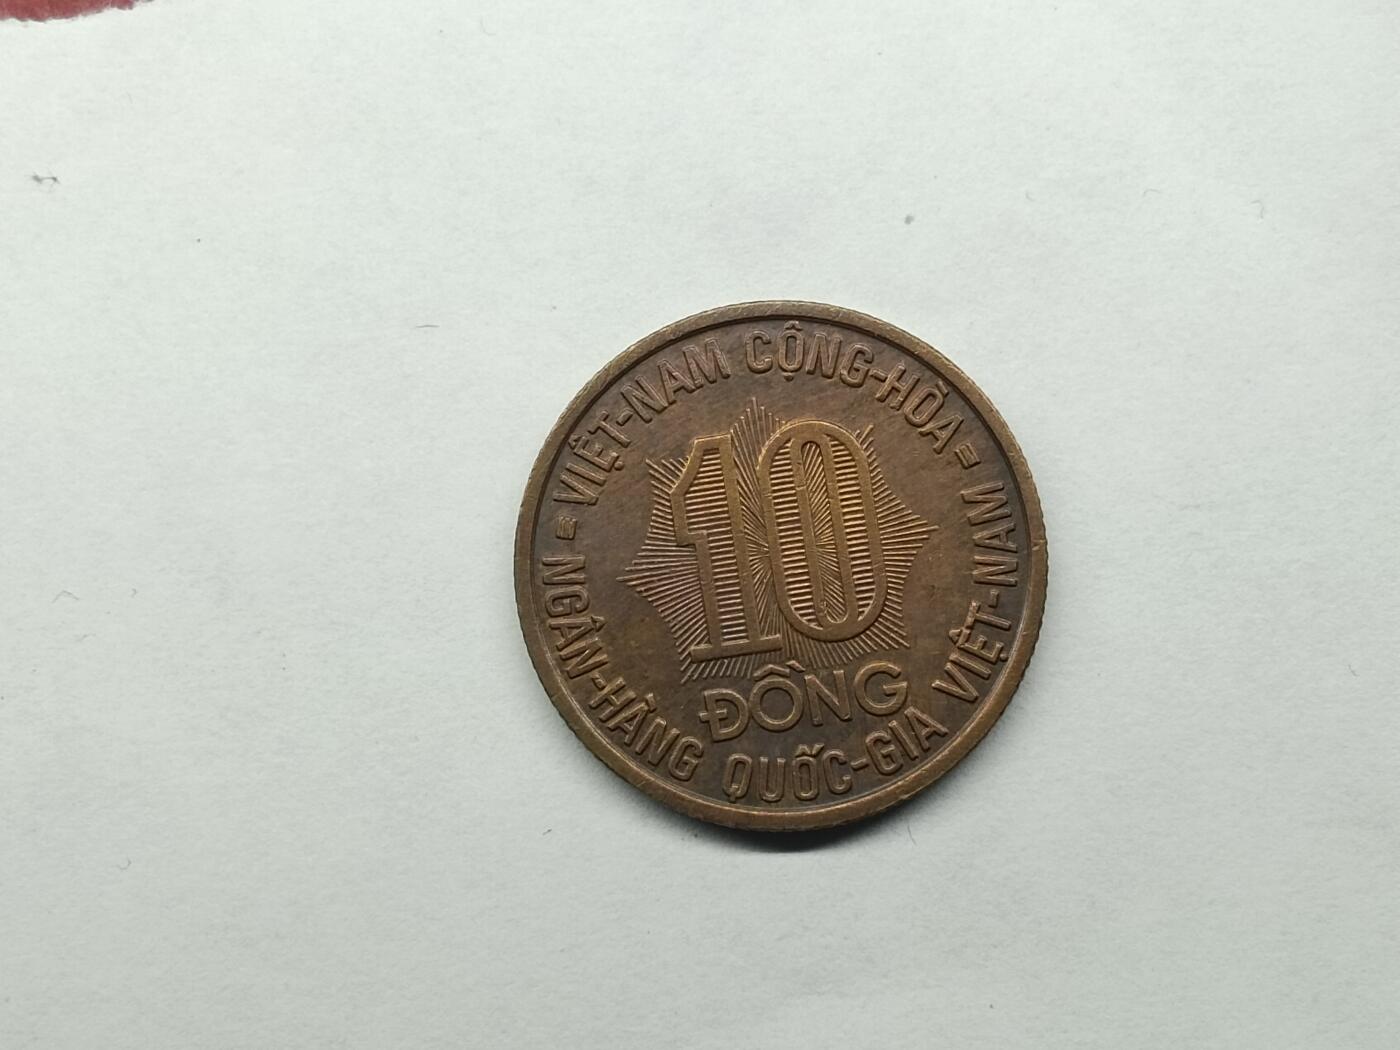 = VIỆT-NAM CỘNG-HÒA =
10
ĐỒNG
NGÂN-HÀNG QUỐC-GIA VIỆT-NAM